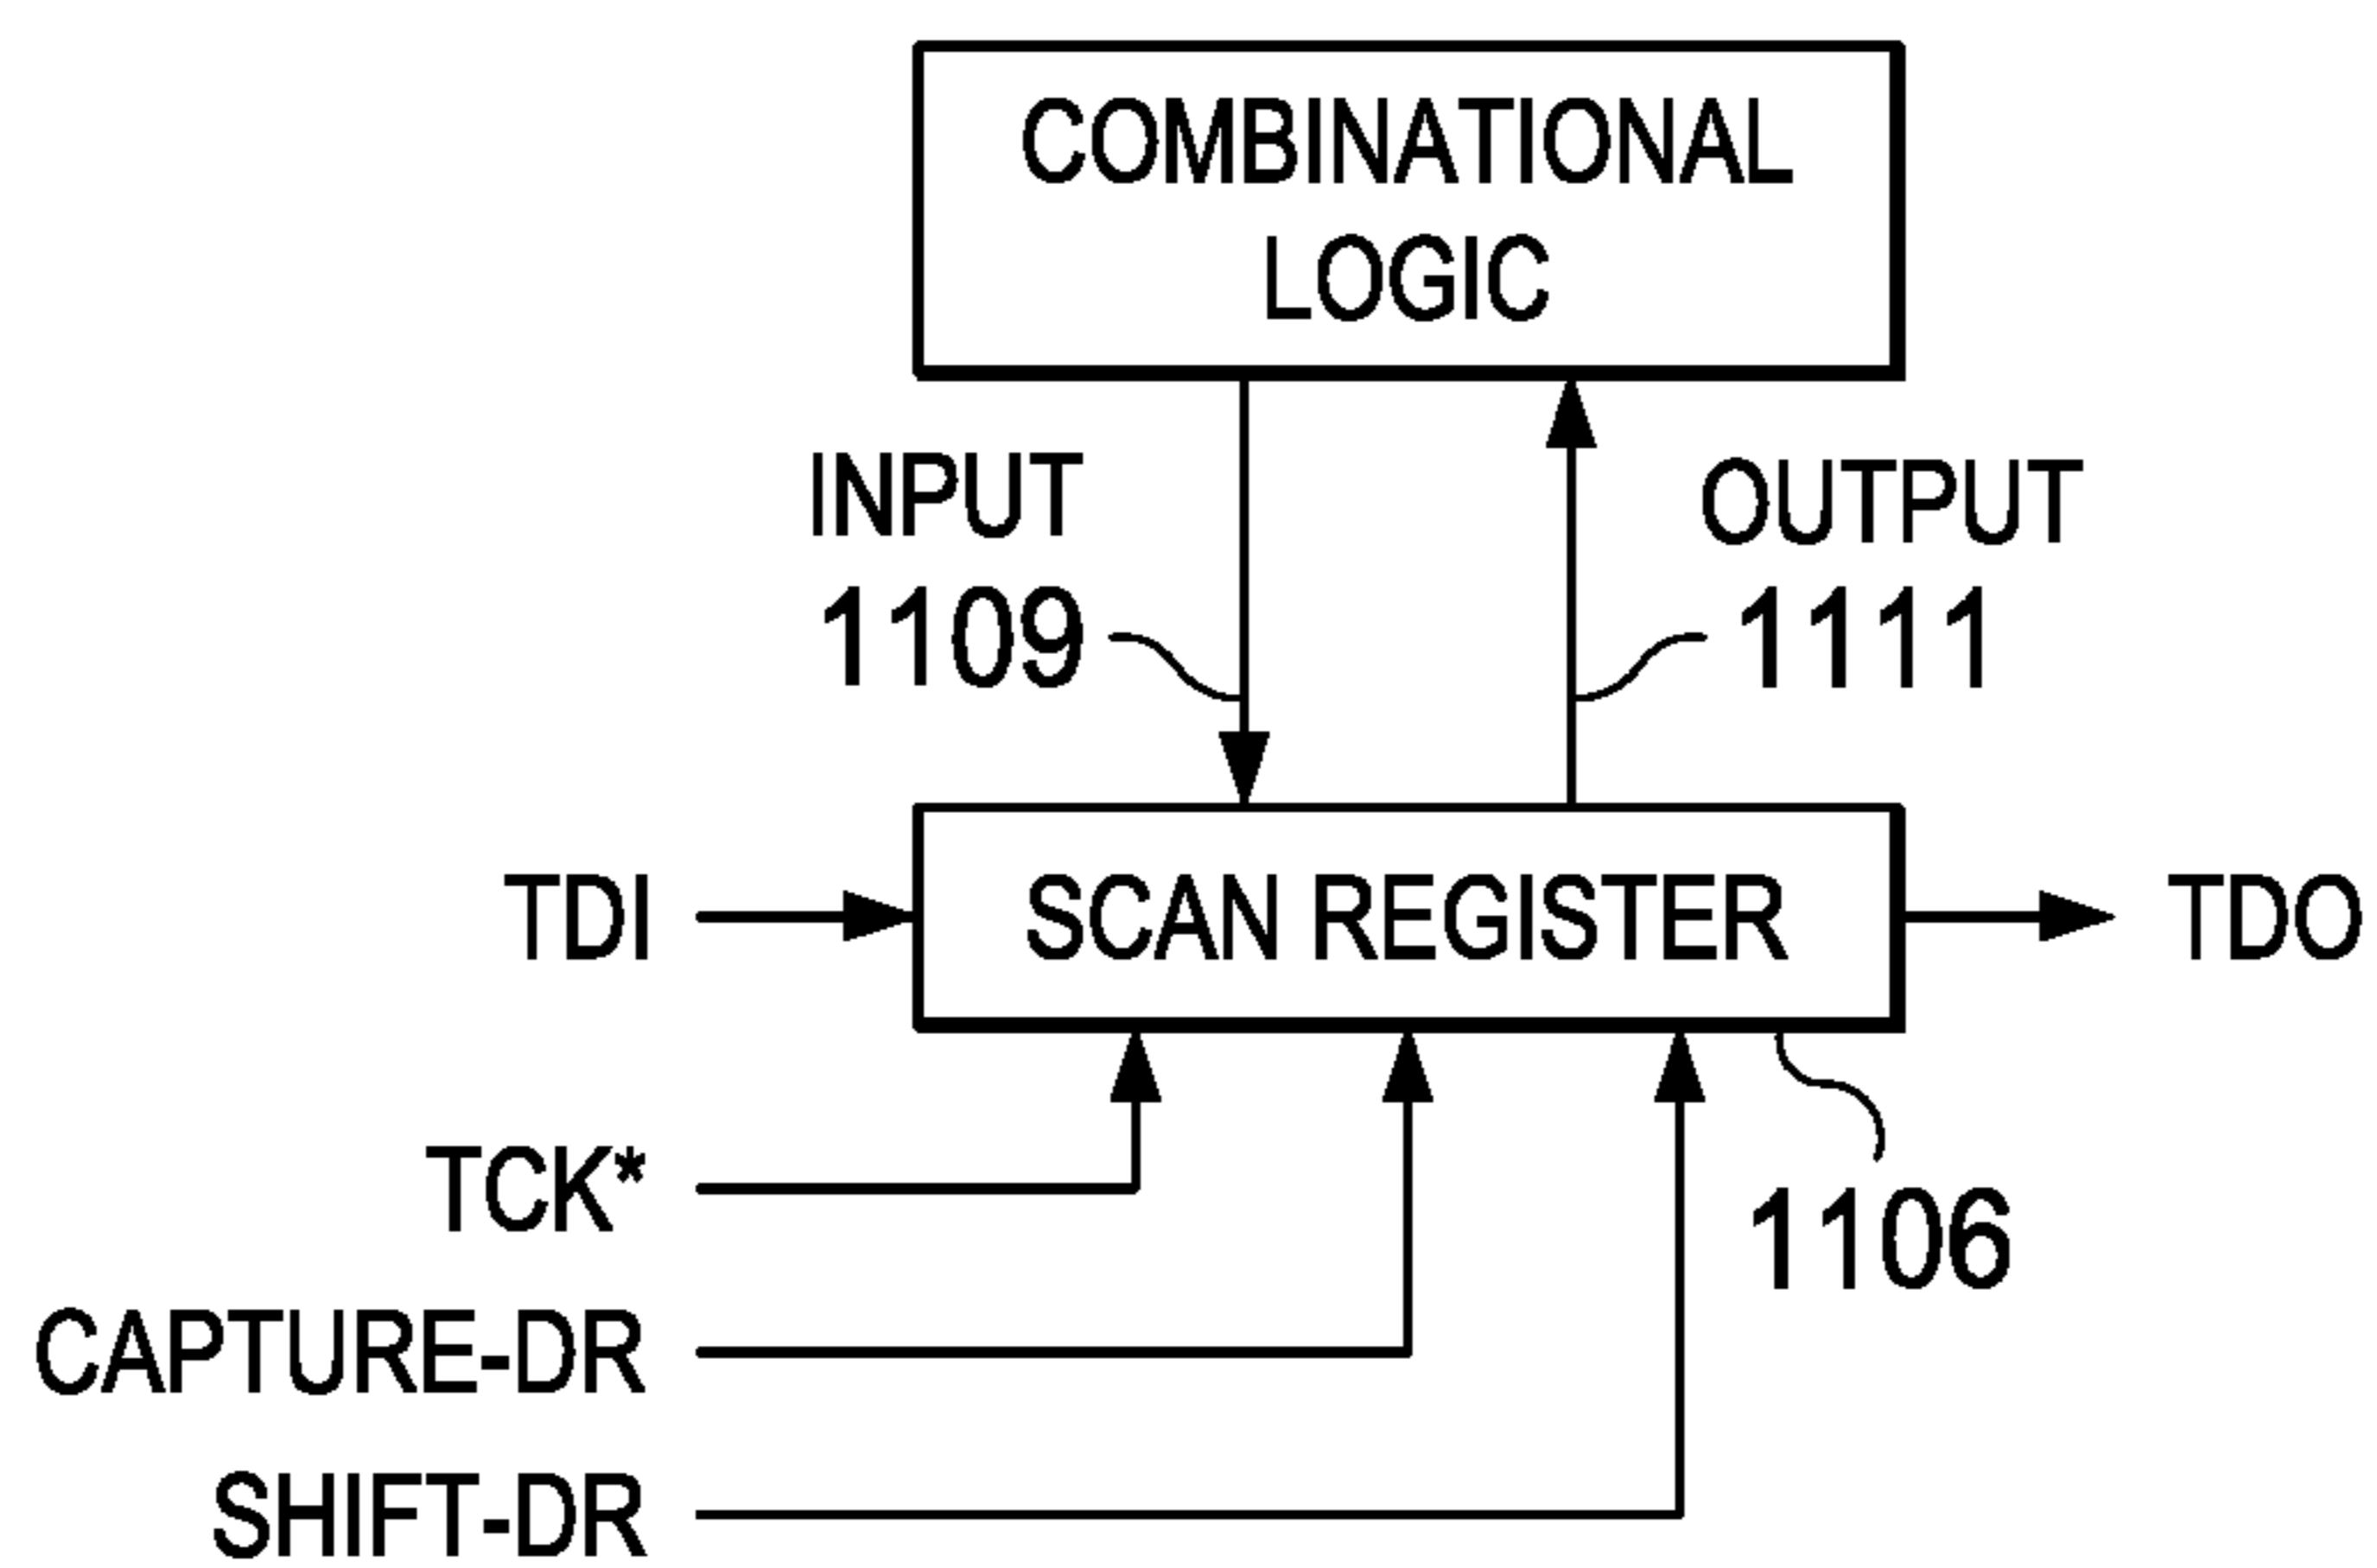 COMBINATIONAL
LOGIC
INPUT
1109
OUTPUT
1111
TDI
SCAN REGISTER
TDO
TCK*
1106
CAPTURE-DR
SHIFT-DR